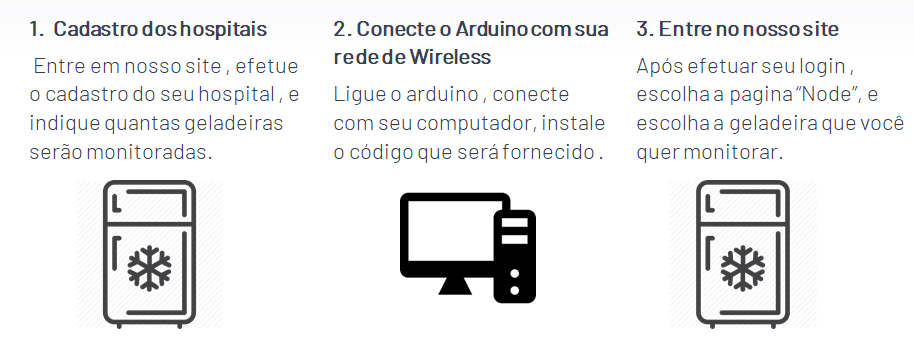 1. Cadastro dos hospitais
Entre em nosso site , efetue
o cadastro do seu hospital , e
indique quantas geladeiras
serão monitoradas.
2. Conecte o Arduino com sua
rede de Wireless
Ligue o arduino , conecte
com seu computador, instale
o código que será fornecido .
3. Entre no nosso site
Após efetuar seu login ,
escolha a pagina “Node”, e
escolha a geladeira que você
quer monitorar.